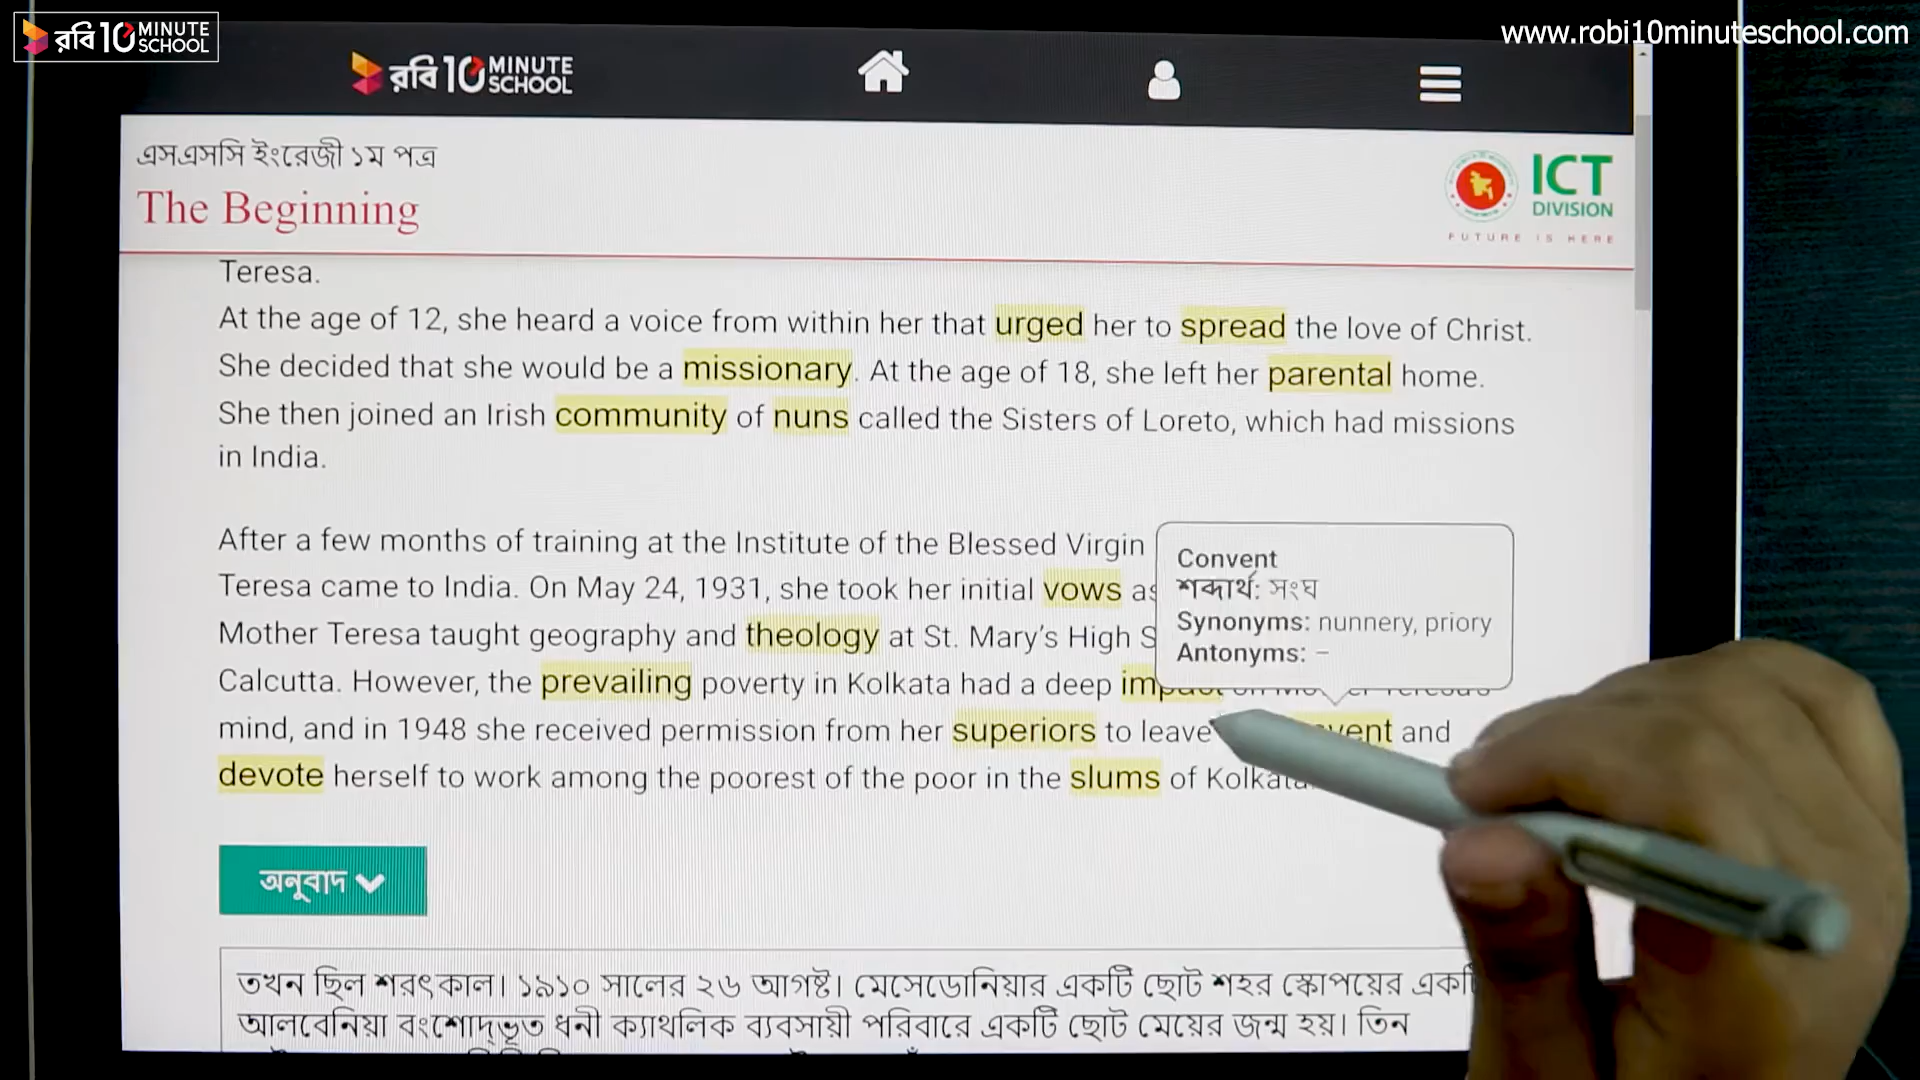 রবি 10 MINUTE SCHOOL
www.robi10minuteschool.com
রবি 10 MINUTE SCHOOL
এসএসসি ইংরেজী ১ম পত্র
The Beginning
ICT
DIVISION
FUTURE IS HERE
Teresa.
At the age of 12, she heard a voice from within her that urged her to spread the love of Christ.
She decided that she would be a missionary. At the age of 18, she left her parental home.
She then joined an Irish community of nuns called the Sisters of Loreto, which had missions
in India.
After a few months of training at the Institute of the Blessed Virgin
Teresa came to India. On May 24, 1931, she took her initial vows as
Mother Teresa taught geography and theology at St. Mary's High S
Calcutta. However, the prevailing poverty in Kolkata had a deep
mind, and in 1948 she received permission from her superiors to leave and
devote herself to work among the poorest of the poor in the slums of Kolkata
Convent
শব্দার্থ: সংঘ
Synonyms: nunnery, priory
Antonyms: –
অনুবাদ
তখন ছিল শরৎকাল। ১৯১০ সালের ২৬ আগষ্ট। মেসেডোনিয়ার একটি ছোট শহর স্কোপয়ের একটি
আলবেনিয়া বংশোদ্ভূত ধনী ক্যাথলিক ব্যবসায়ী পরিবারে একটি ছোট মেয়ের জন্ম হয়। তিন